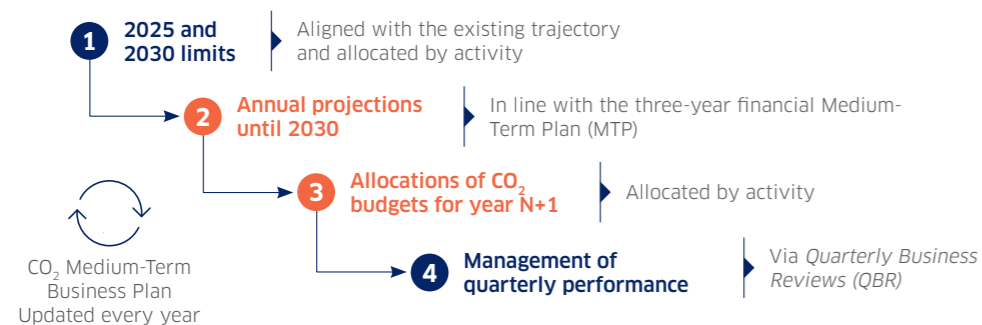 1
2025 and
2030 limits
Aligned with the existing trajectory
and allocated by activity
2
Annual projections
until 2030
In line with the three-year financial Medium-
Term Plan (MTP)
3
Allocations of CO₂
budgets for year N+1
Allocated by activity
4
Management of
quarterly performance
Via Quarterly Business
Reviews (QBR)
CO₂ Medium-Term
Business Plan
Updated every year